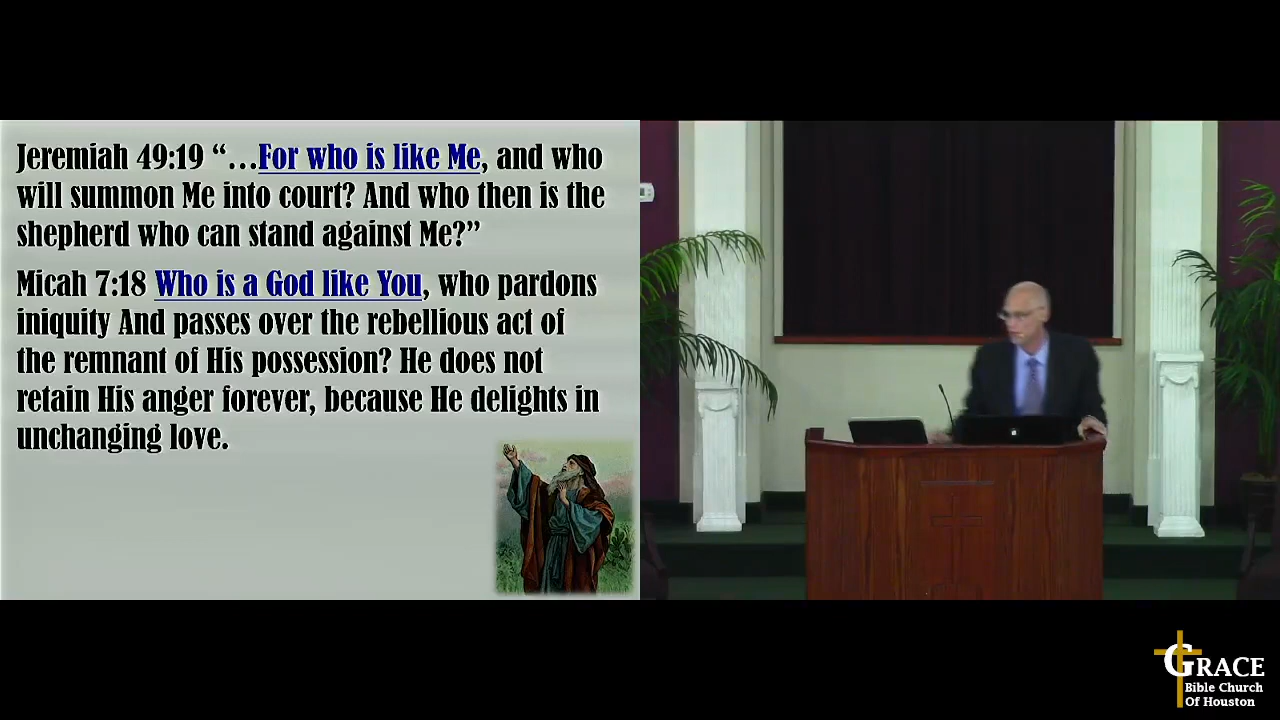 Jeremiah 49:19 “…For who is like Me, and who
will summon Me into court? And who then is the
shepherd who can stand against Me?”
Micah 7:18 Who is a God like You, who pardons
iniquity And passes over the rebellious act of
the remnant of His possession? He does not
retain His anger forever, because He delights in
unchanging love.
GRACE
Bible Church
Of Houston